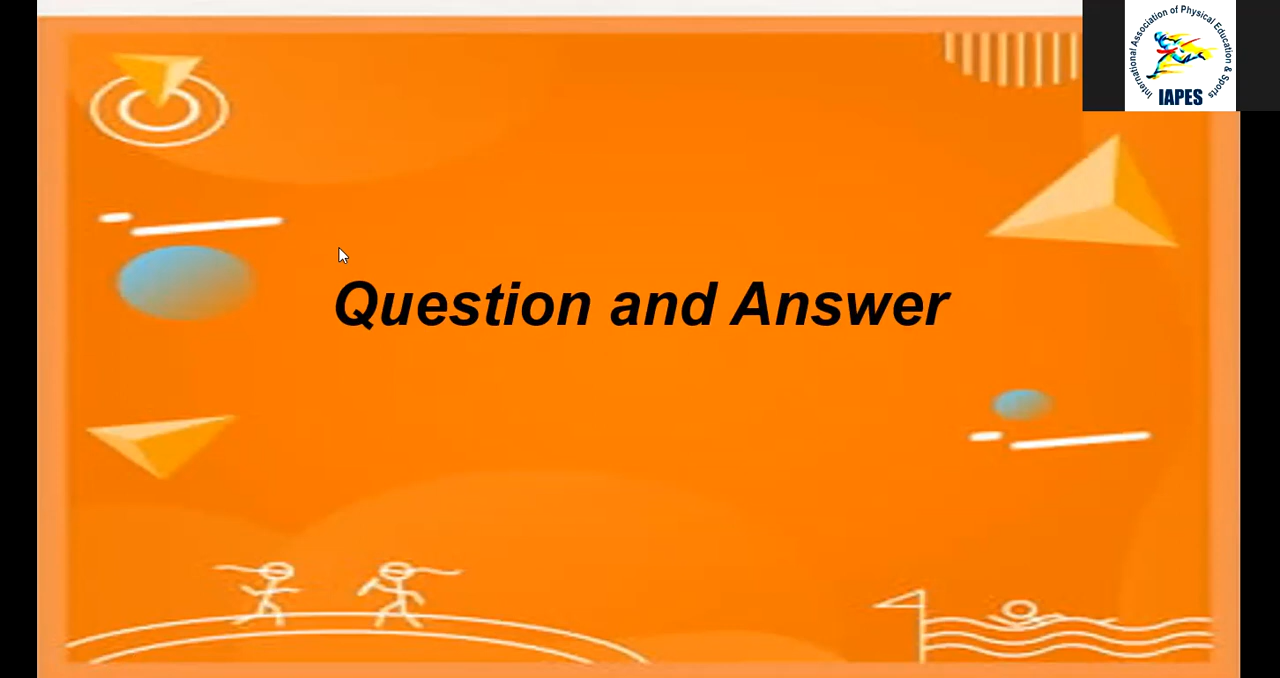 International Association of Physical Education & Sports
IAPES
Question and Answer